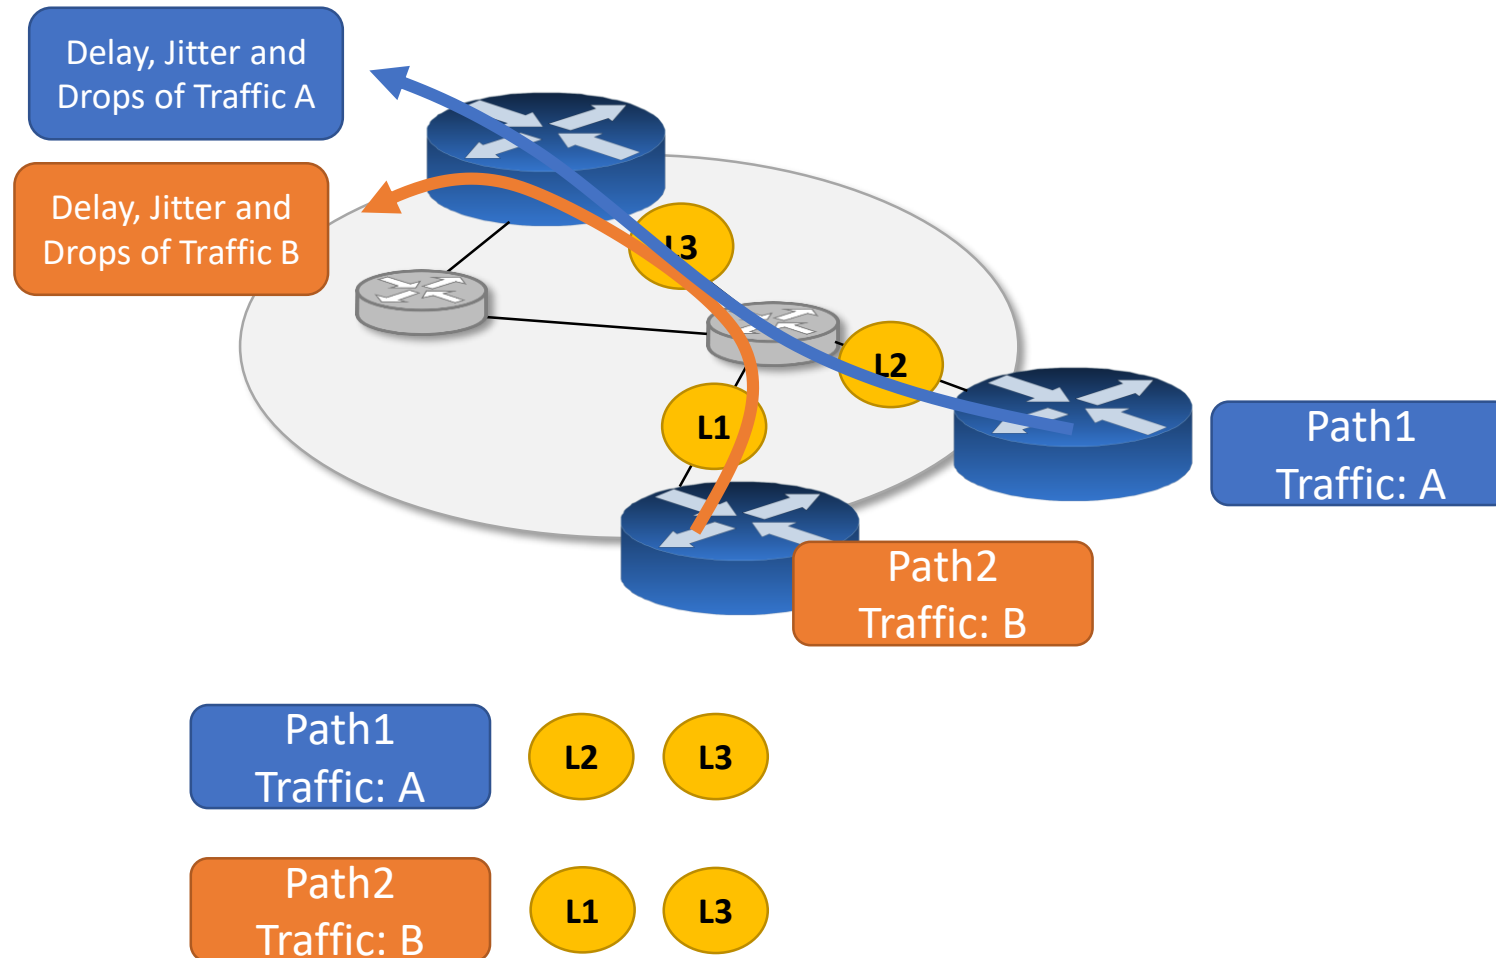 Delay, Jitter and
Drops of Traffic A
Delay, Jitter and
Drops of Traffic B
L3
L2
L1
Path1
Traffic: A
Path2
Traffic: B
Path1
Traffic: A
L2 L3
Path2
Traffic: B
L1 L3